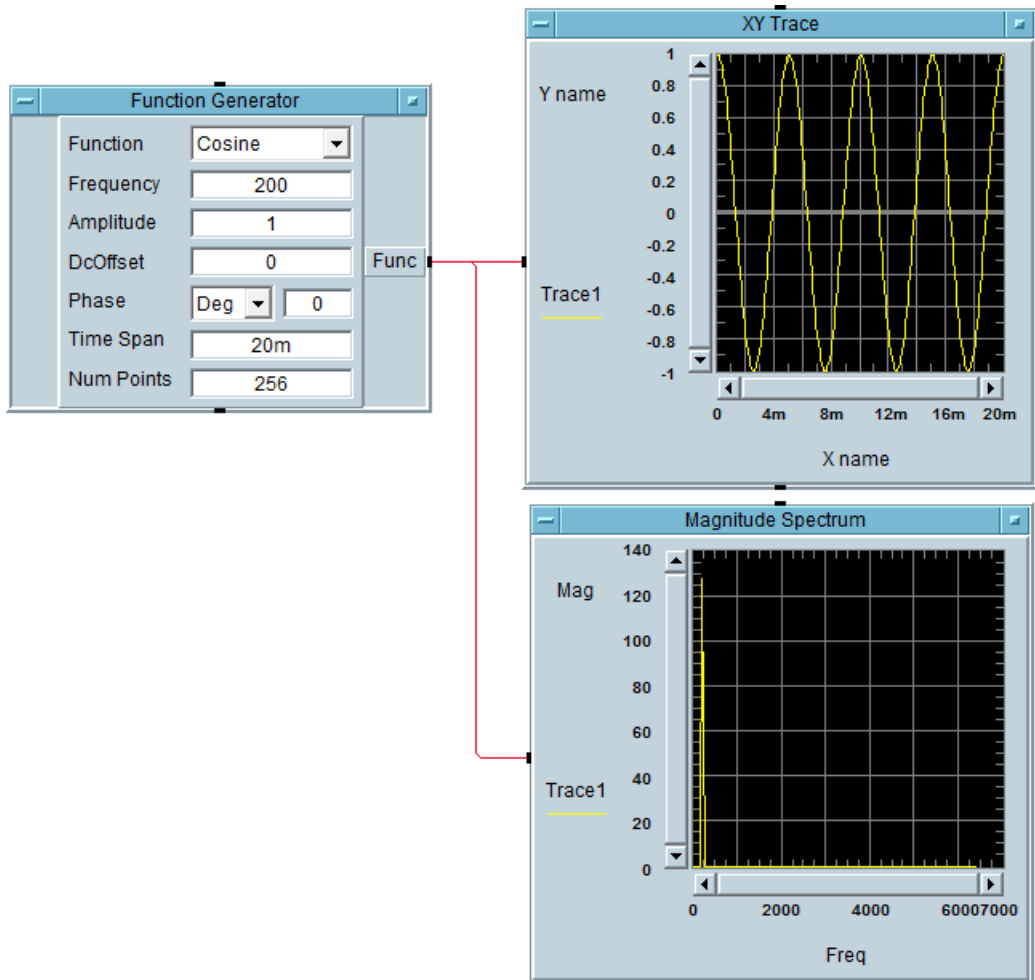 Function Generator
Function Cosine
Frequency 200
Amplitude 1
DcOffset 0
Phase Deg 0
Time Span 20m
Num Points 256
Func
XY Trace
Y name
Trace1
1
0.8
0.6
0.4
0.2
0
-0.2
-0.4
-0.6
-0.8
-1
0 4m 8m 12m 16m 20m
X name
Magnitude Spectrum
Mag
Trace1
140
120
100
80
60
40
20
0
0 2000 4000 60007000
Freq